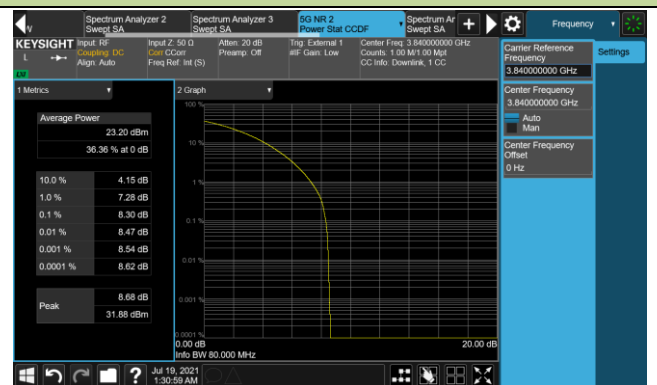 Spectrum Analyzer 2
Swept SA
Spectrum Analyzer 3
Swept SA
5G NR 2
Power Stat CCDF
Spectrum Ar
Swept SA
Frequency
KEYSIGHT
L
LXI
Input: RF
Coupling: DC
Align: Auto
Input Z: 50 Ω
Corr CCorr
Freq Ref: Int (S)
Atten: 20 dB
Preamp: Off
Trig: External 1
#IF Gain: Low
Center Freq: 3.840000000 GHz
Counts: 1.00 M/1.00 Mpt
CC Info: Downlink, 1 CC
Carrier Reference
Frequency
3.840000000 GHz
Settings
Center Frequency
3.840000000 GHz
Auto
Man
Center Frequency
Offset
0 Hz
1 Metrics
Average Power
23.20 dBm
36.36 % at 0 dB
10.0 % 4.15 dB
1.0 % 7.28 dB
0.1 % 8.30 dB
0.01 % 8.47 dB
0.001 % 8.54 dB
0.0001 % 8.62 dB
Peak
8.68 dB
31.88 dBm
2 Graph
100 %
10 %
1 %
0.1 %
0.01 %
0.001 %
0.0001 %
0.00 dB
20.00 dB
Info BW 80.000 MHz
?
Jul 19, 2021
1:30:59 AM